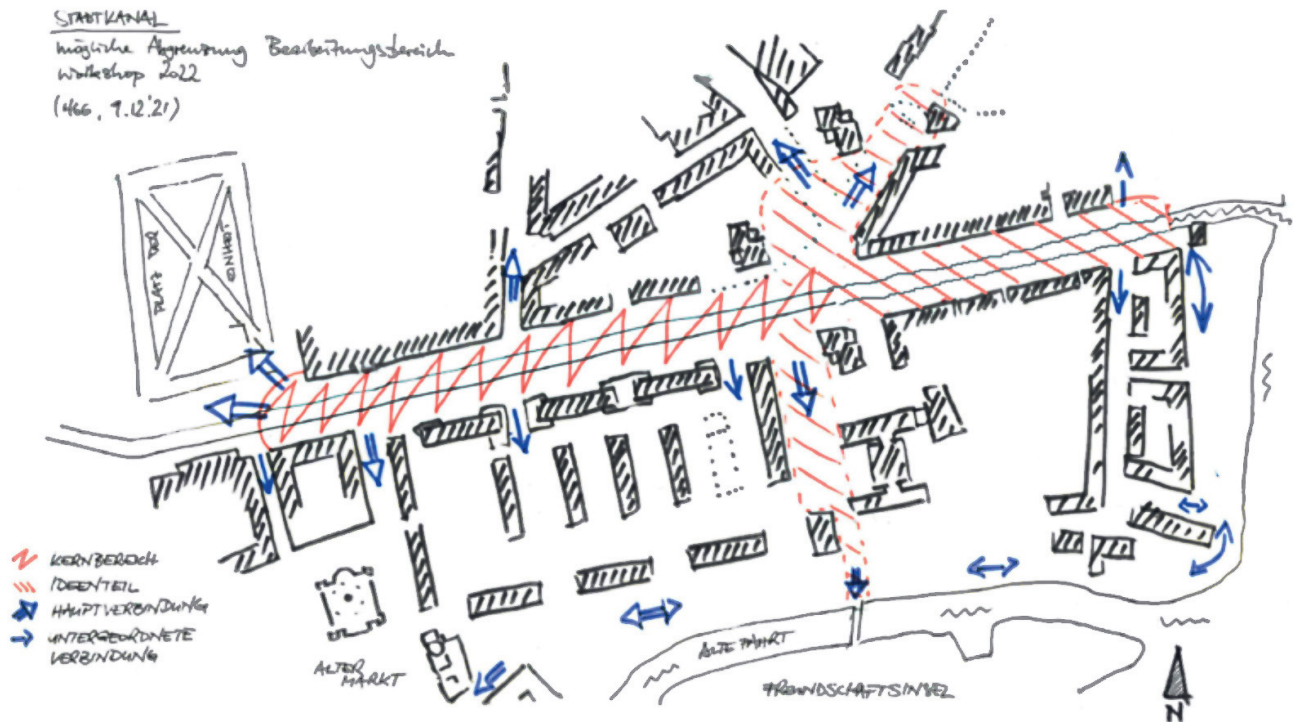 STADTKANAL
mögliche Abgrenzung Bearbeitungsbereich
Workshop 2022
(466, 9.12.'21)
PLATZ DER
EINHEIT
KERNBEREICH
IDEENTEIL
HAUPTVERBINDUNG
UNTERGEORDNETE
VERBINDUNG
ALTER
MARKT
ALTE FAHRT
FREUNDSCHAFTSINSEL
N